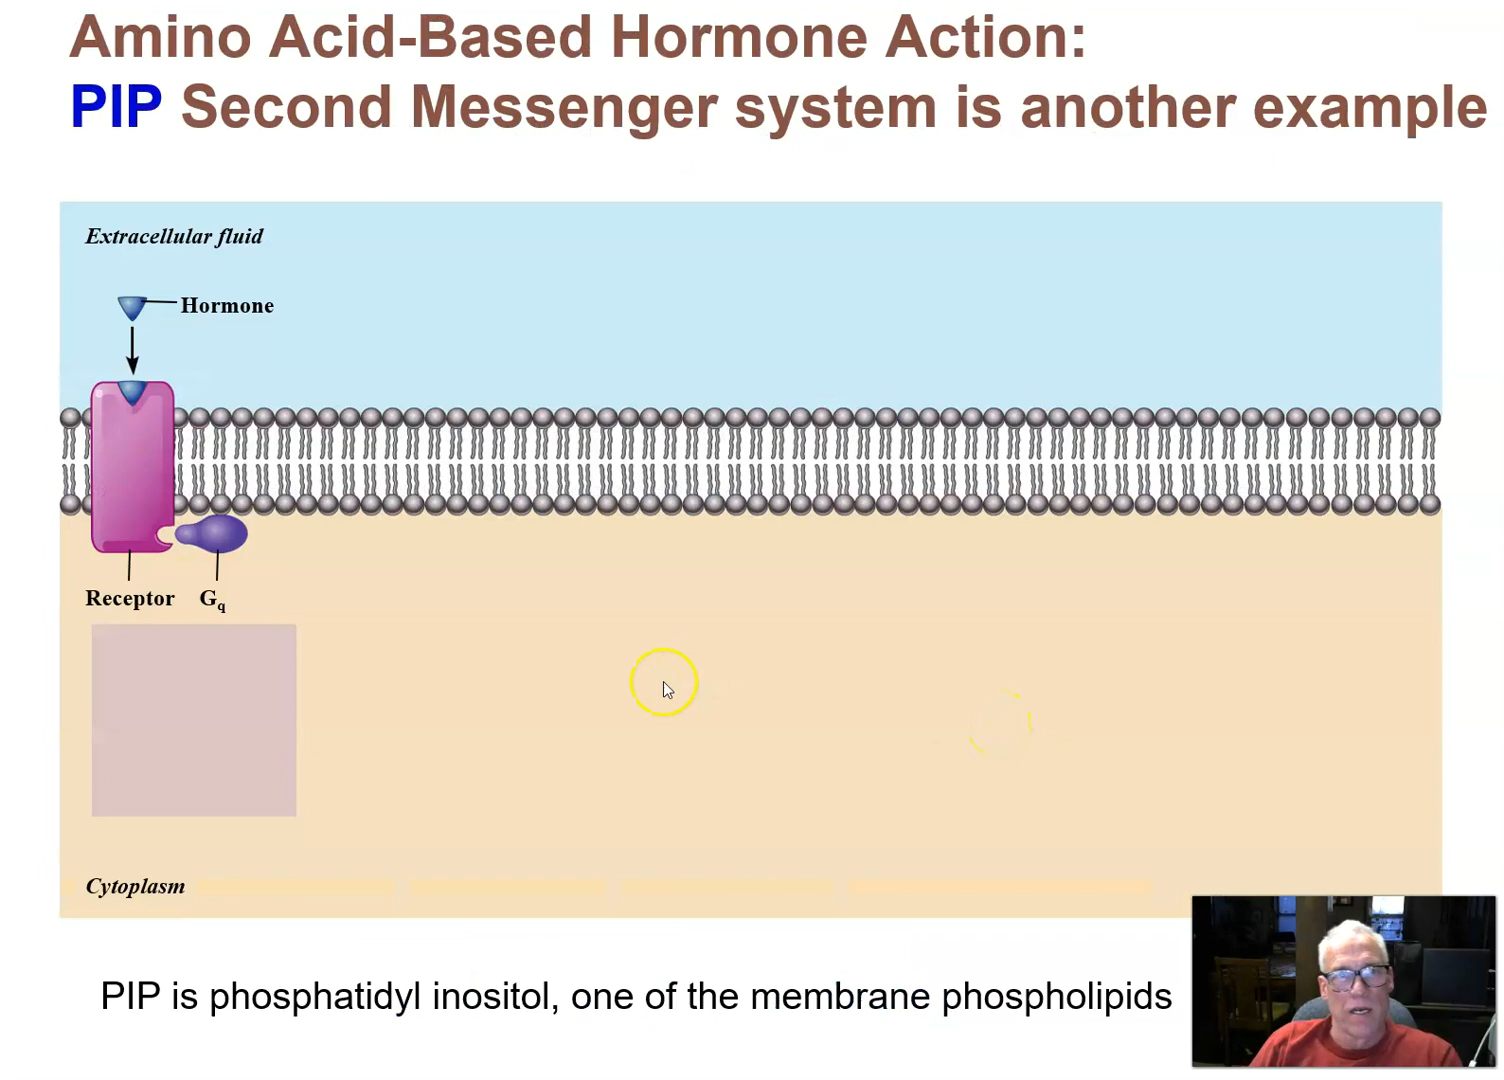 Amino Acid-Based Hormone Action:
PIP Second Messenger system is another example
Extracellular fluid
Hormone
Receptor Gq
Cytoplasm
PIP is phosphatidyl inositol, one of the membrane phospholipids